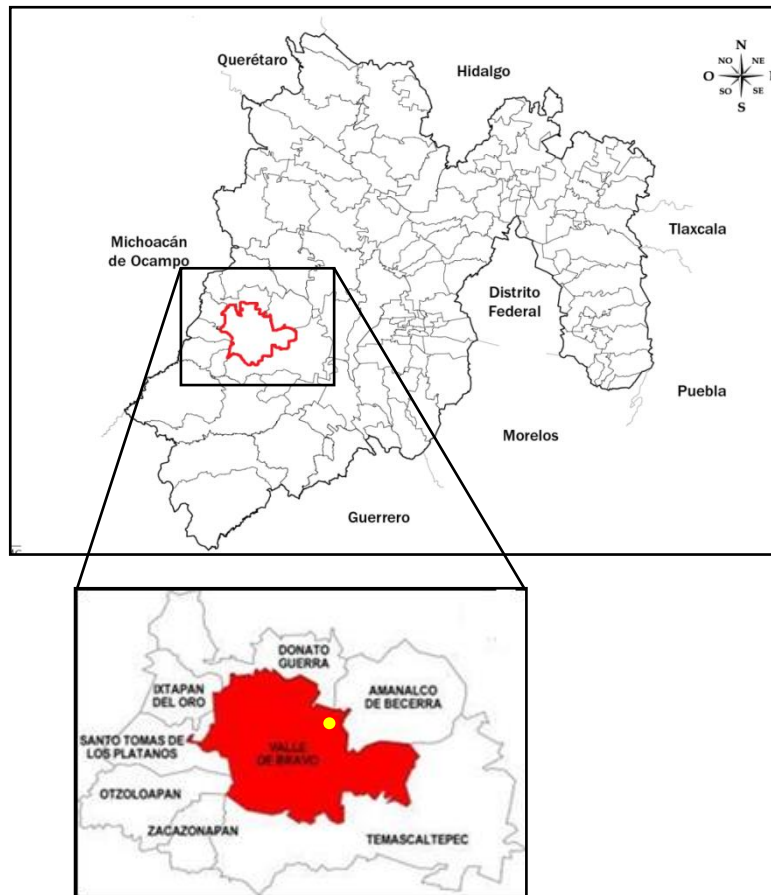 Querétaro
Hidalgo
N
NO NE
O
SO SE
S
Michoacán
de Ocampo
Tlaxcala
Distrito
Federal
Puebla
Morelos
Guerrero
DONATO
GUERRA
IXTAPAN
DEL ORO
AMANALCO
DE BECERRA
SANTO TOMAS DE
LOS PLATANOS
VALLE
DE BRAVO
OTZOLOAPAN
ZACAZONAPAN
TEMASCALTEPEC